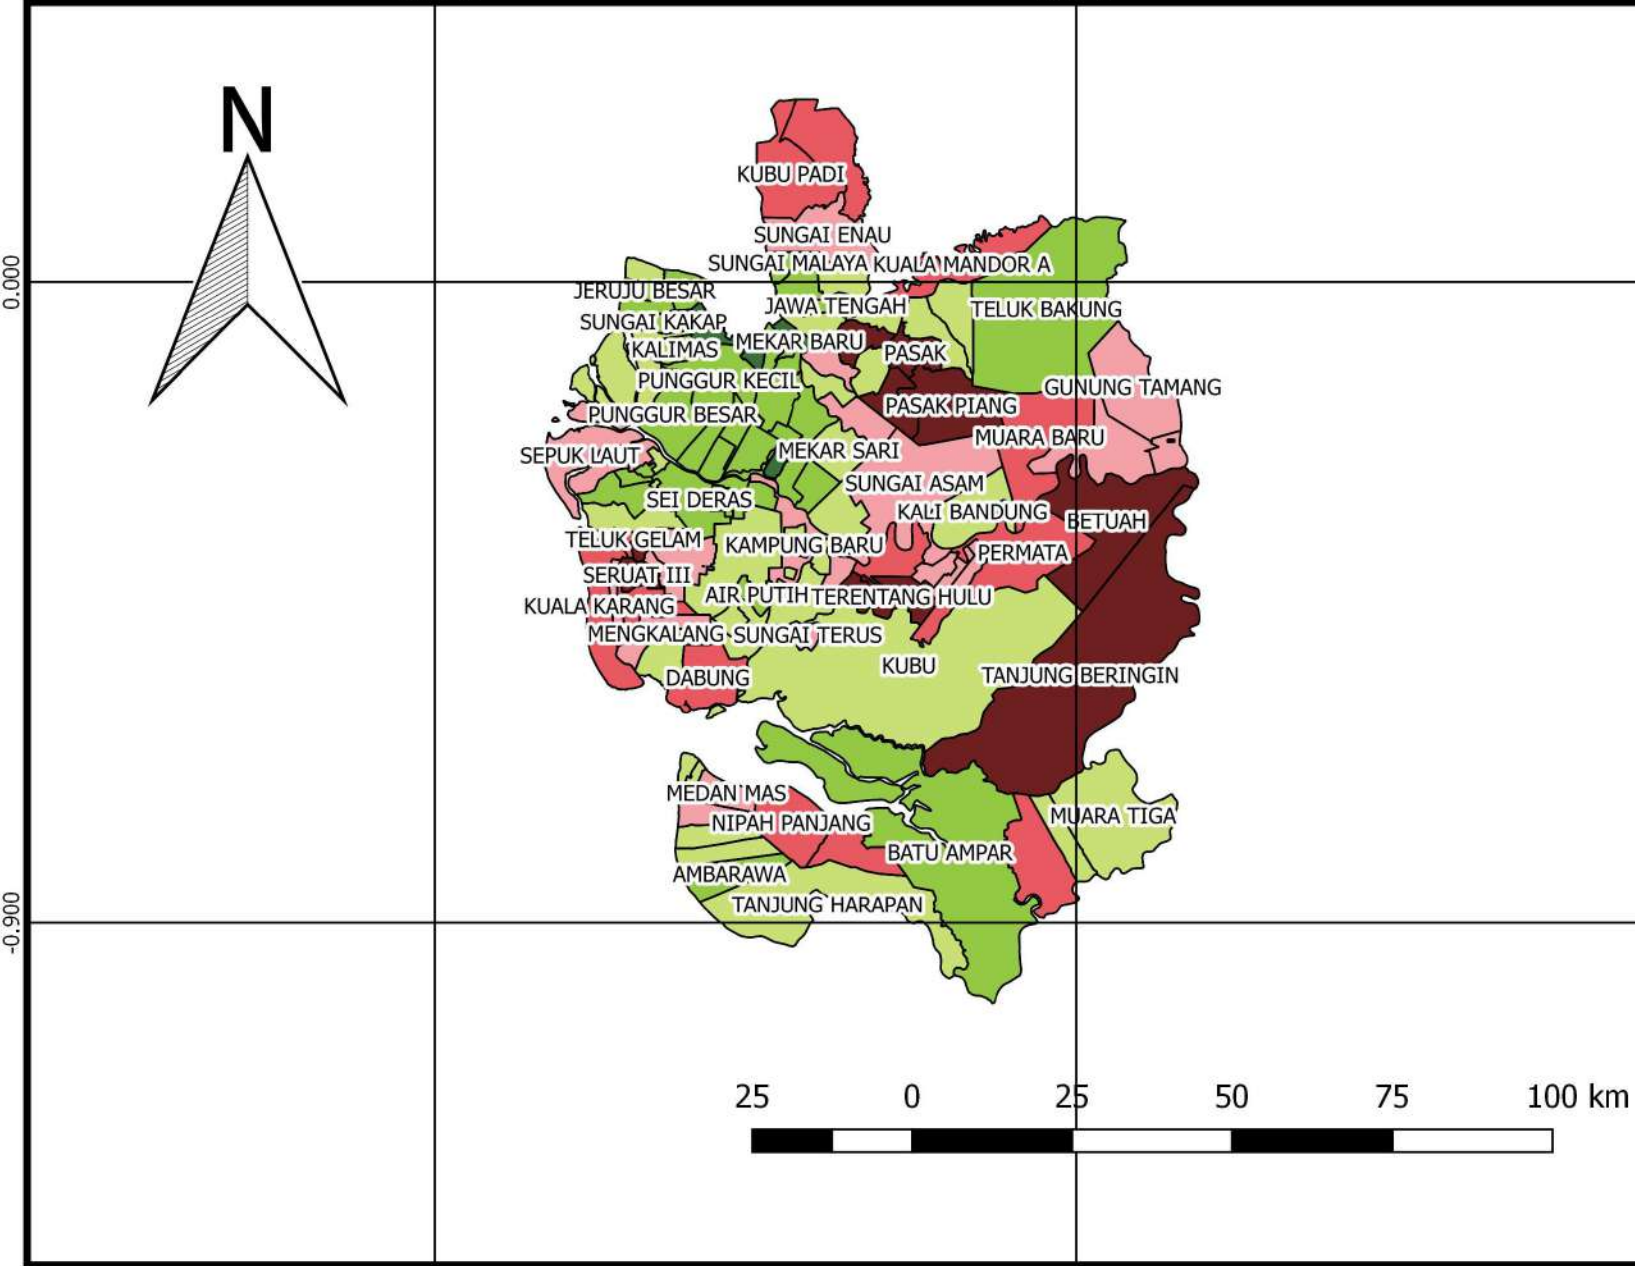 N
KUBU PADI
SUNGAI ENAU
SUNGAI MALAYA
KUALA MANDOR A
0.000
JERUJU BESAR
JAWA TENGAH
TELUK BAKUNG
SUNGAI KAKAP
MEKAR BARU
KALIMAS
PASAK
PUNGGUR KECIL
GUNUNG TAMANG
PASAK PIANG
PUNGGUR BESAR
MUARA BARU
SEPUK LAUT
MEKAR SARI
SUNGAI ASAM
SEI DERAS
KALI BANDUNG
BETUAH
TELUK GELAM
KAMPUNG BARU
PERMATA
SERUAT III
AIR PUTIH
TERENTANG HULU
KUALA KARANG
MENGKALANG
SUNGAI TERUS
KUBU
DABUNG
TANJUNG BERINGIN
MEDAN MAS
NIPAH PANJANG
MUARA TIGA
BATU AMPAR
AMBARAWA
TANJUNG HARAPAN
-0.900
25 0 25 50 75 100 km